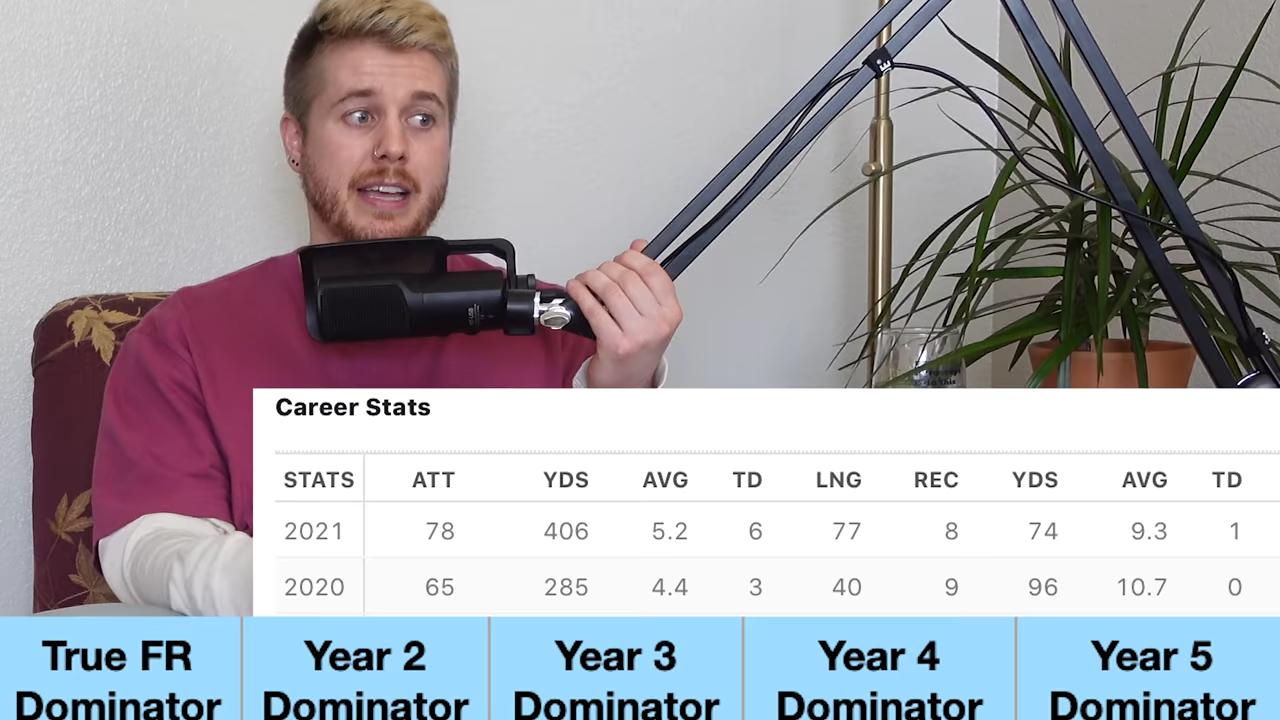 Career Stats
STATS ATT YDS AVG TD LNG REC YDS AVG TD
2021 78 406 5.2 6 77 8 74 9.3 1
2020 65 285 4.4 3 40 9 96 10.7 0
True FR Year 2 Year 3 Year 4 Year 5
Dominator Dominator Dominator Dominator Dominator